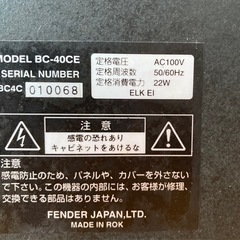 MODEL BC-40CE
SERIAL NUMBER
BC4C 010068
定格電圧 AC100V
定格周波数 50/60Hz
定格消費電力 22W
ELK EI
注意
感電の恐れあり
キャビネットをあけるな
感電防止のため、パネルや、カバーを外さないで
下さい。この機器の内部には、お客様が修理・交
換できる部品はありません。
FENDER JAPAN,LTD.
MADE IN ROK